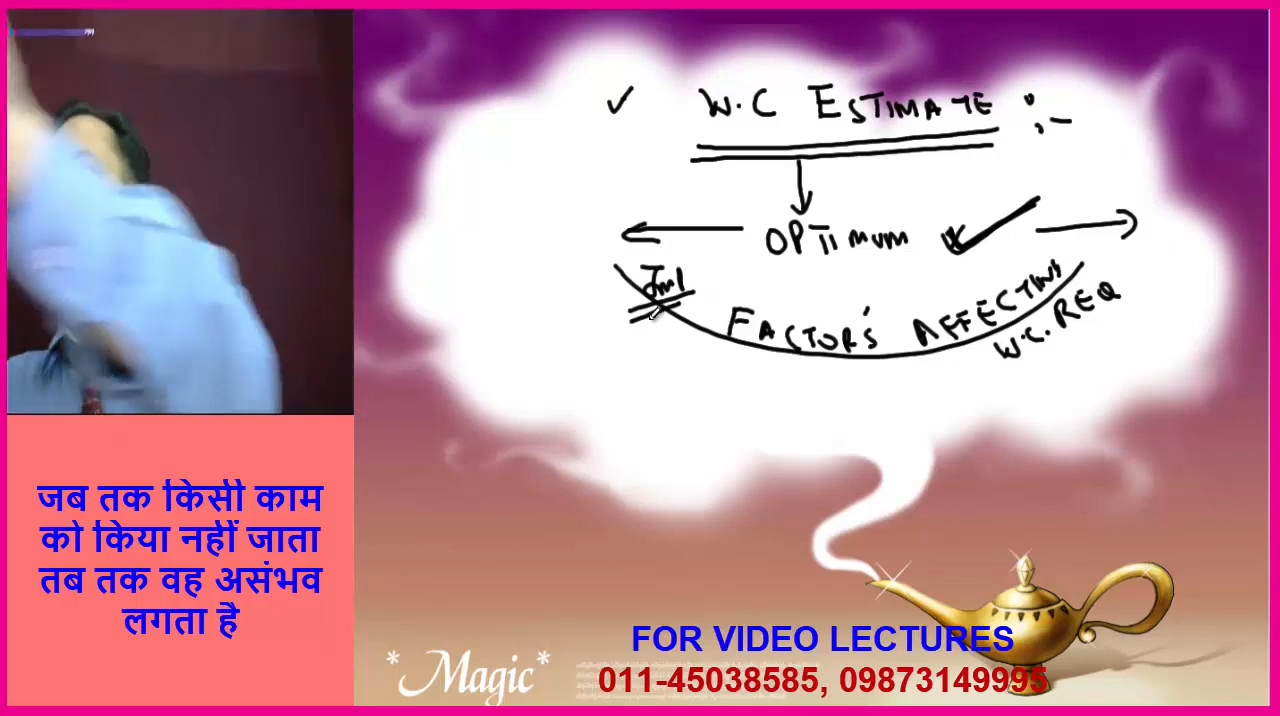 ✓ W.C ESTIMATE :-
OPTIMUM
Iml
FACTOR'S AFFECTING
W.C. REQ
जब तक किसी काम
को किया नहीं जाता
तब तक वह असंभव
लगता है
FOR VIDEO LECTURES
011-45038585, 09873149995
* Magic *